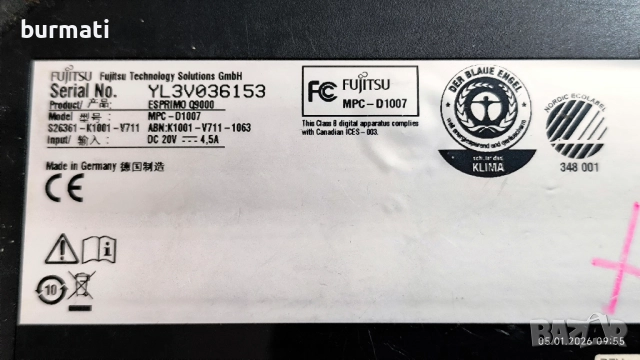 burmati
FUJITSU Fujitsu Technology Solutions GmbH
Serial No. YL3V036153
Product/ 产品: ESPRIMO Q9000
Model 型号: MPC-D1007
S26361-K1001-V711 ABN:K1001-V711-1063
Input/ 输入: DC 20V 4,5A
Made in Germany 德国制造
CE
10
FC FUJITSU
MPC-D1007
This Class B digital apparatus complies
with Canadian ICES-003.
DER BLAUE ENGEL
schützt das
KLIMA
NORDIC ECOLABEL
348 001
05.01.2026 09:55